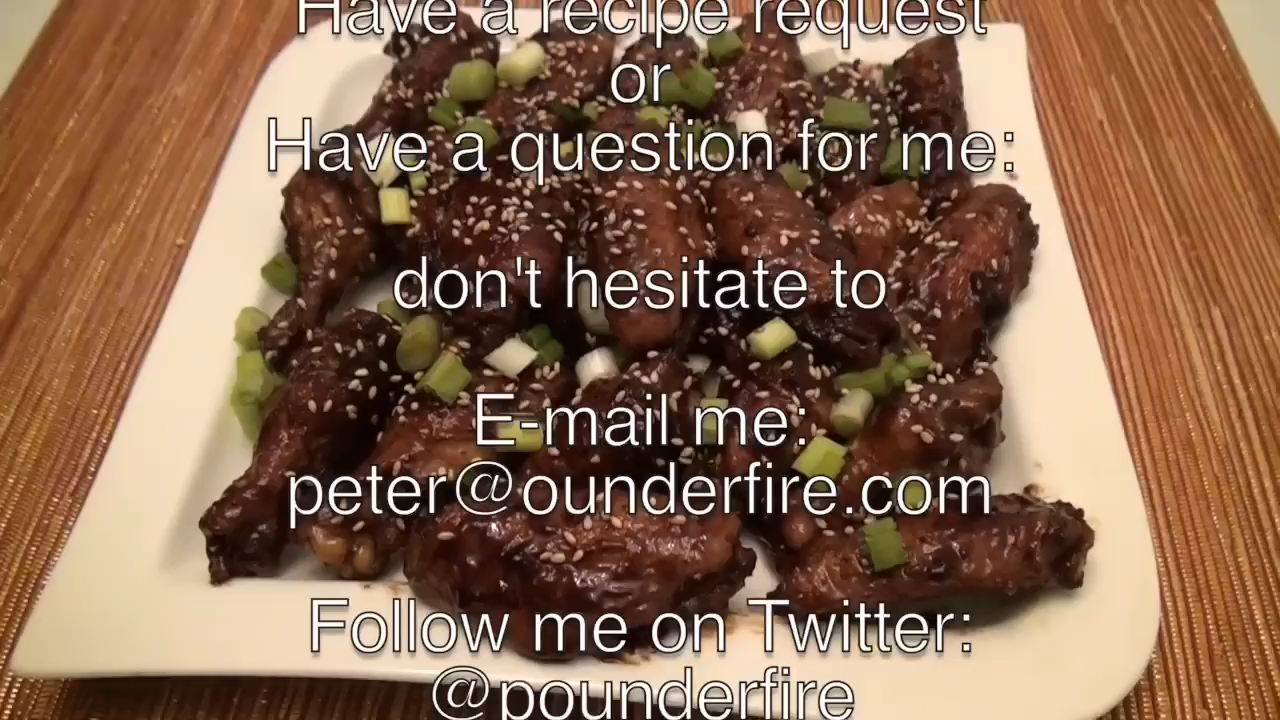 Have a recipe request
or
Have a question for me:
don't hesitate to
E-mail me:
peter@ounderfire.com
Follow me on Twitter:
@pounderfire